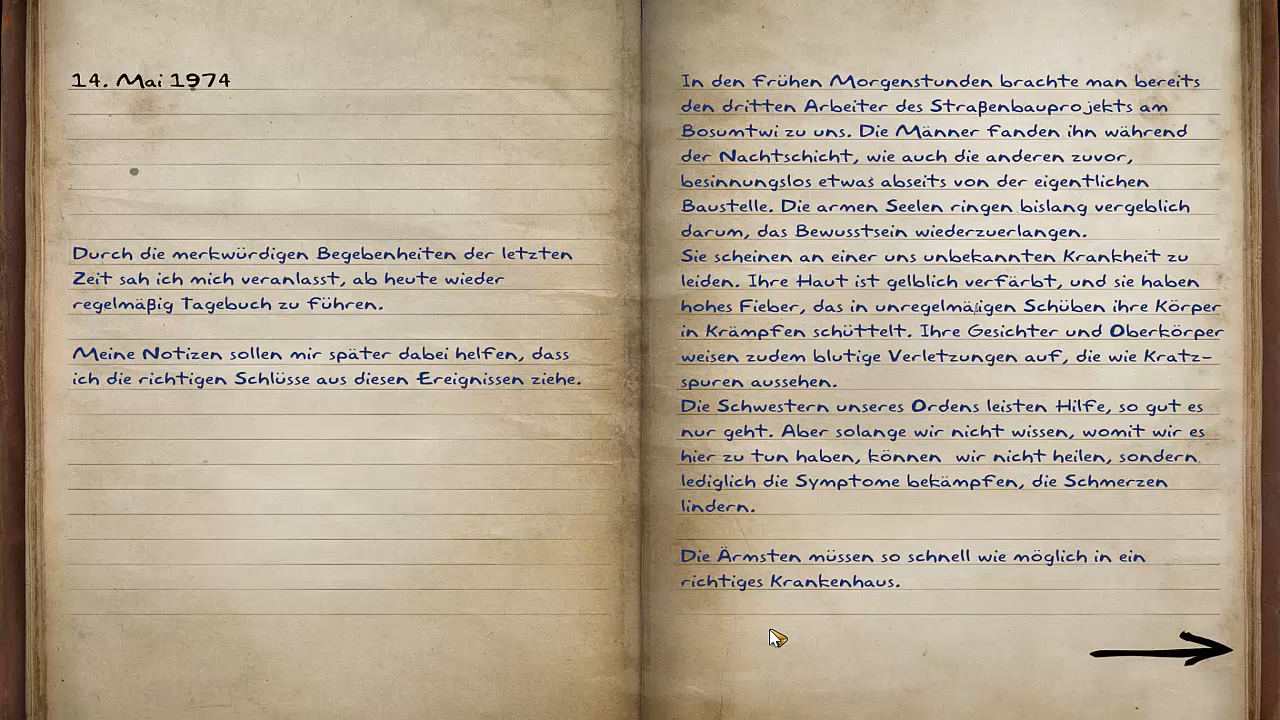 14. Mai 1974
Durch die merkwürdigen Begebenheiten der letzten
Zeit sah ich mich veranlasst, ab heute wieder
regelmäßig Tagebuch zu führen.
Meine Notizen sollen mir später dabei helfen, dass
ich die richtigen Schlüsse aus diesen Ereignissen ziehe.
In den frühen Morgenstunden brachte man bereits
den dritten Arbeiter des Straßenbauprojekts am
Bosumtwi zu uns. Die Männer fanden ihn während
der Nachtschicht, wie auch die anderen zuvor,
besinnungslos etwas abseits von der eigentlichen
Baustelle. Die armen Seelen ringen bislang vergeblich
darum, das Bewusstsein wiederzuerlangen.
Sie scheinen an einer uns unbekannten Krankheit zu
leiden. Ihre Haut ist gelblich verfärbt, und sie haben
hohes Fieber, das in unregelmäßigen Schüben ihre Körper
in Krämpfen schüttelt. Ihre Gesichter und Oberkörper
weisen zudem blutige Verletzungen auf, die wie Kratz-
spuren aussehen.
Die Schwestern unseres Ordens leisten Hilfe, so gut es
nur geht. Aber solange wir nicht wissen, womit wir es
hier zu tun haben, können wir nicht heilen, sondern
lediglich die Symptome bekämpfen, die Schmerzen
lindern.
Die Ärmsten müssen so schnell wie möglich in ein
richtiges Krankenhaus.